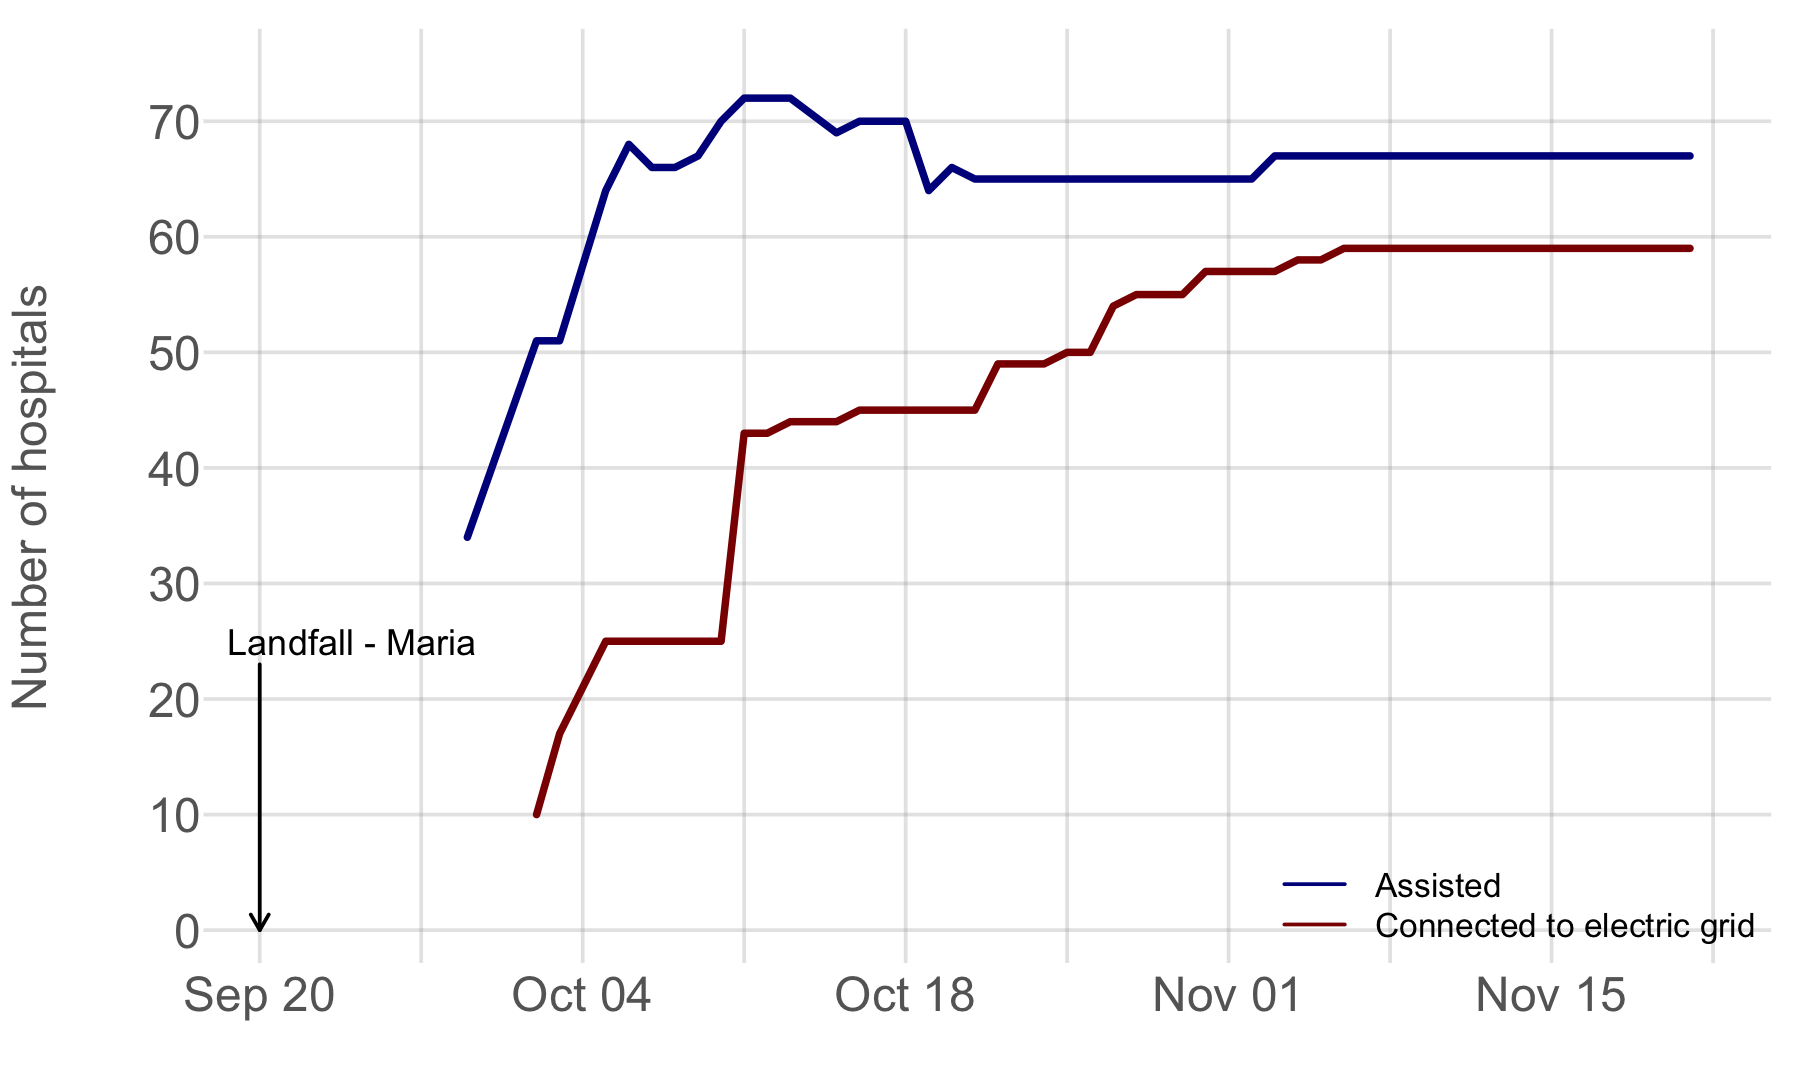 Number of hospitals
70
60
50
40
30
20
10
0
Landfall - Maria
Assisted
Connected to electric grid
Sep 20
Oct 04
Oct 18
Nov 01
Nov 15